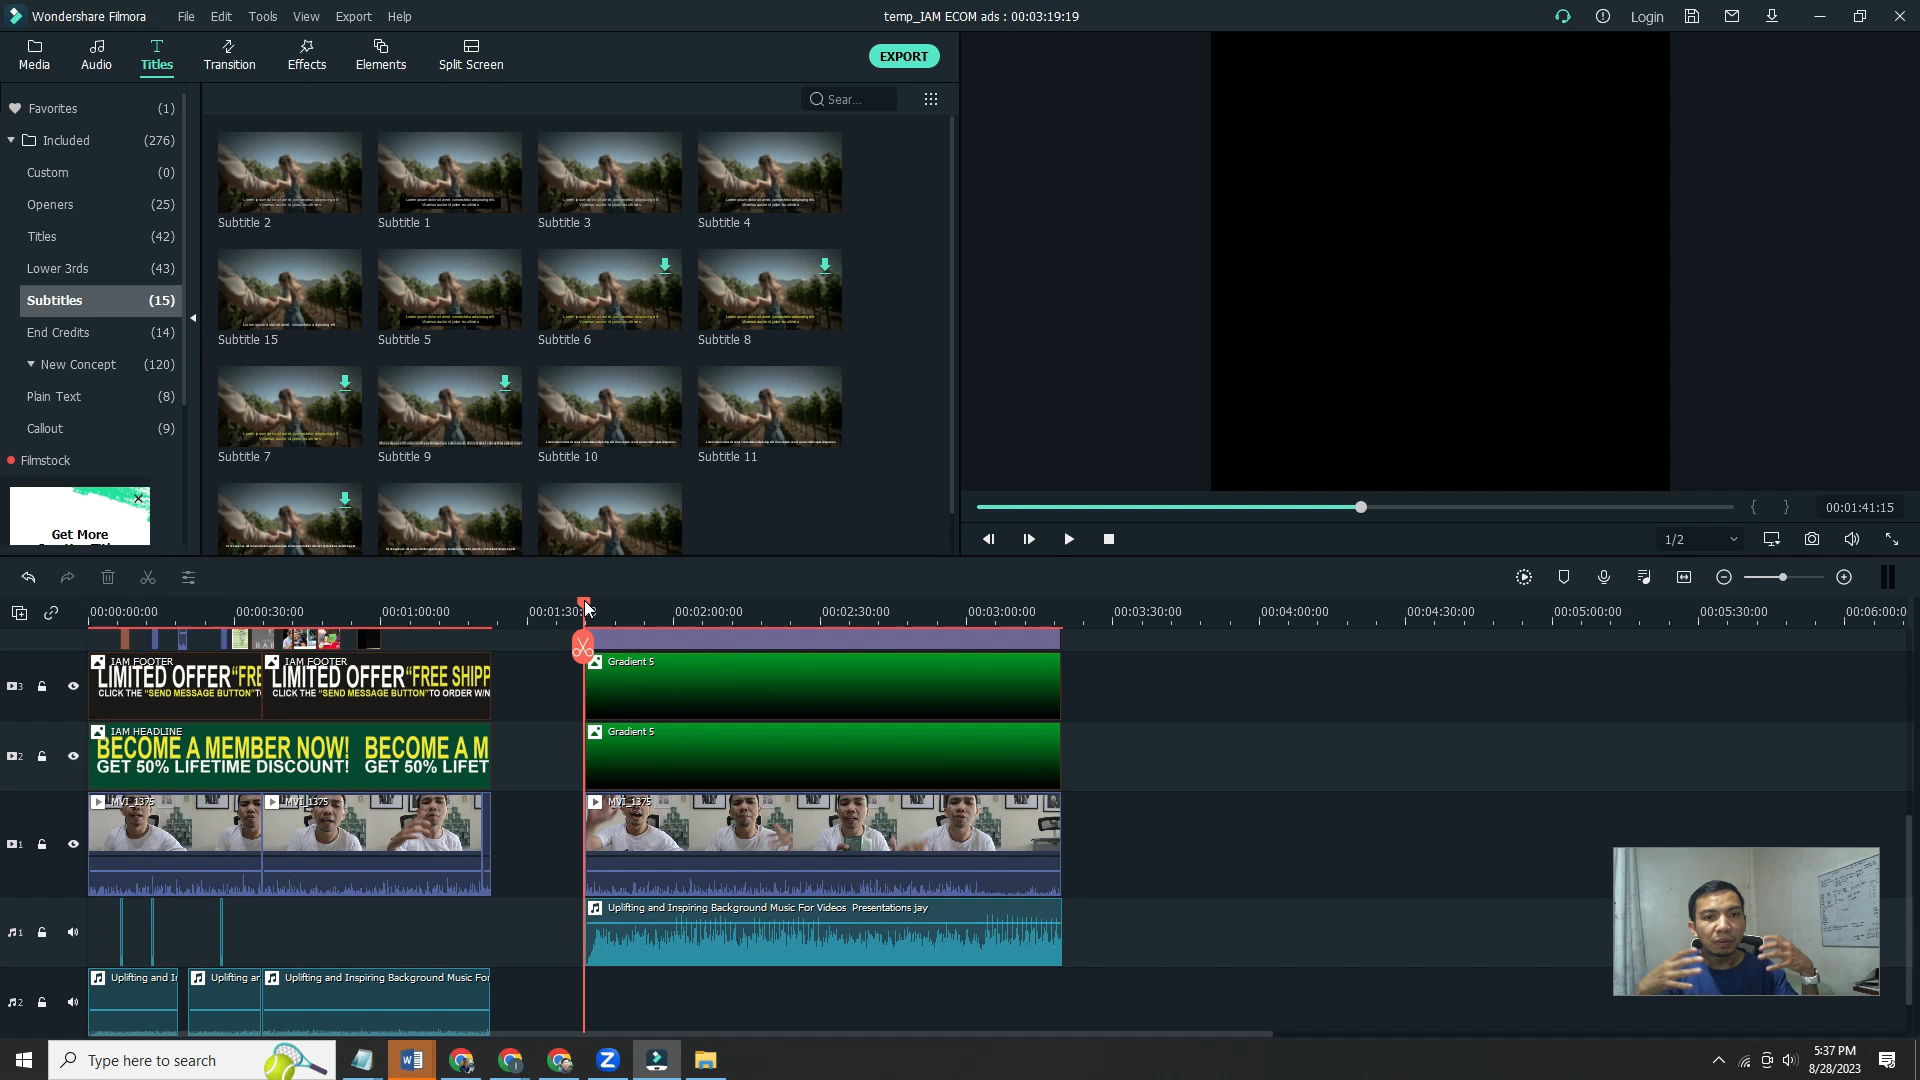 Wondershare Filmora
File Edit Tools View Export Help
temp_IAM ECOM ads : 00:03:19:19
Login
Media Audio Titles Transition Effects Elements Split Screen
EXPORT
Favorites (1)
Sear...
Included (276)
Custom (0)
Openers (25)
Titles (42)
Lower 3rds (43)
Subtitles (15)
End Credits (14)
New Concept (120)
Plain Text (8)
Callout (9)
Filmstock
Get More
Subtitle 2 Subtitle 1 Subtitle 3 Subtitle 4
Subtitle 15 Subtitle 5 Subtitle 6 Subtitle 8
Subtitle 7 Subtitle 9 Subtitle 10 Subtitle 11
00:01:41:15
1/2
00:00:00:00 00:00:30:00 00:01:00:00 00:01:30:00 00:02:00:00 00:02:30:00 00:03:00:00 00:03:30:00 00:04:00:00 00:04:30:00 00:05:00:00 00:05:30:00 00:06:00:0
3
IAM FOOTER IAM FOOTER
LIMITED OFFER "FRE LIMITED OFFER "FREE SHIPP
CLICK THE "SEND MESSAGE BUTTON" T CLICK THE "SEND MESSAGE BUTTON" TO ORDER WIN
Gradient 5
2
IAM HEADLINE
BECOME A MEMBER NOW! BECOME A M
GET 50% LIFETIME DISCOUNT! GET 50% LIFET
Gradient 5
1
MVI_1375 MVI_1375 MVI_1375
1
Uplifting and Inspiring Background Music For Videos Presentations jay
2
Uplifting and I Uplifting ar Uplifting and Inspiring Background Music For
Type here to search
5:37 PM
8/28/2023